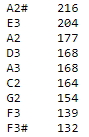 A2# 216
E3 204
A2 177
D3 168
A3 168
C2 164
G2 154
F3 139
F3# 132